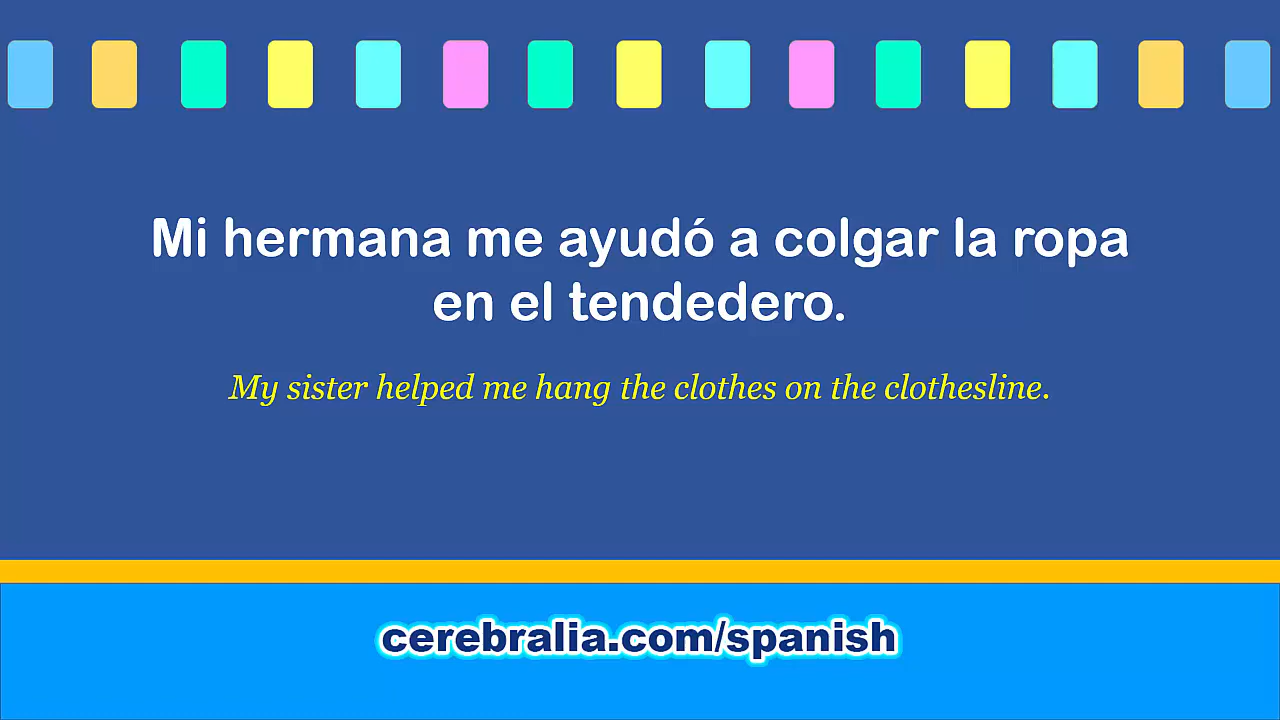 Mi hermana me ayudó a colgar la ropa
en el tendedero.
My sister helped me hang the clothes on the clothesline.
cerebralia.com/spanish